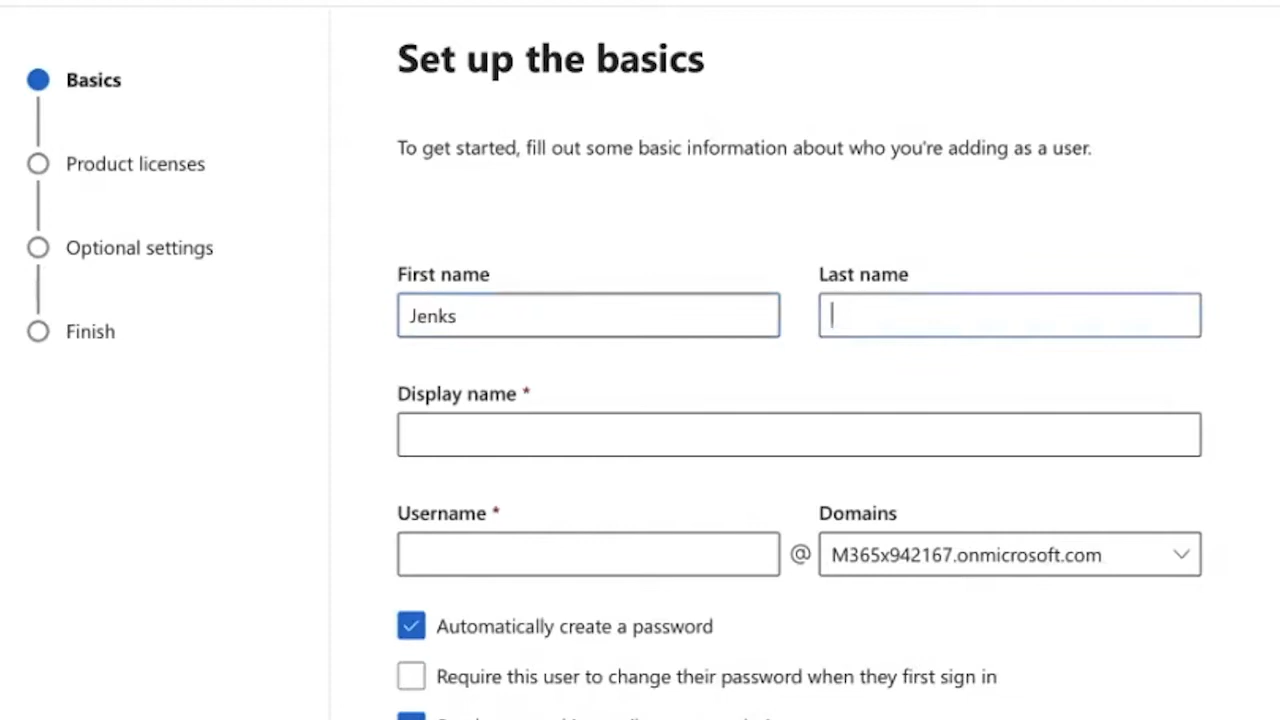 Set up the basics
Basics
To get started, fill out some basic information about who you're adding as a user.
Product licenses
Optional settings
First name
Last name
Jenks
Finish
Display name *
Username *
Domains
@
M365x942167.onmicrosoft.com
Automatically create a password
Require this user to change their password when they first sign in